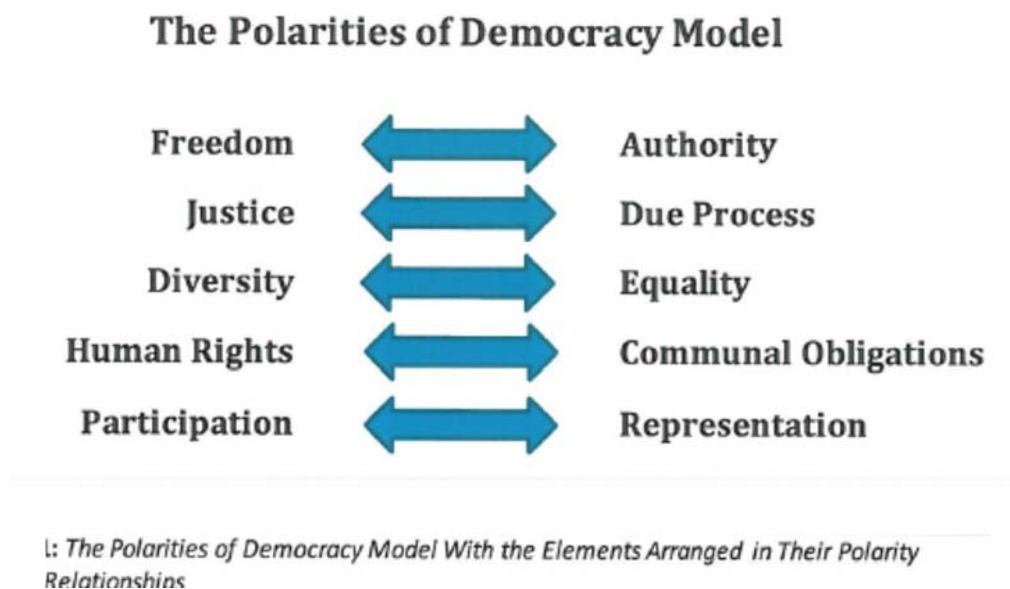 The Polarities of Democracy Model
Freedom Authority
Justice Due Process
Diversity Equality
Human Rights Communal Obligations
Participation Representation
: The Polarities of Democracy Model With the Elements Arranged in Their Polarity
Relationships